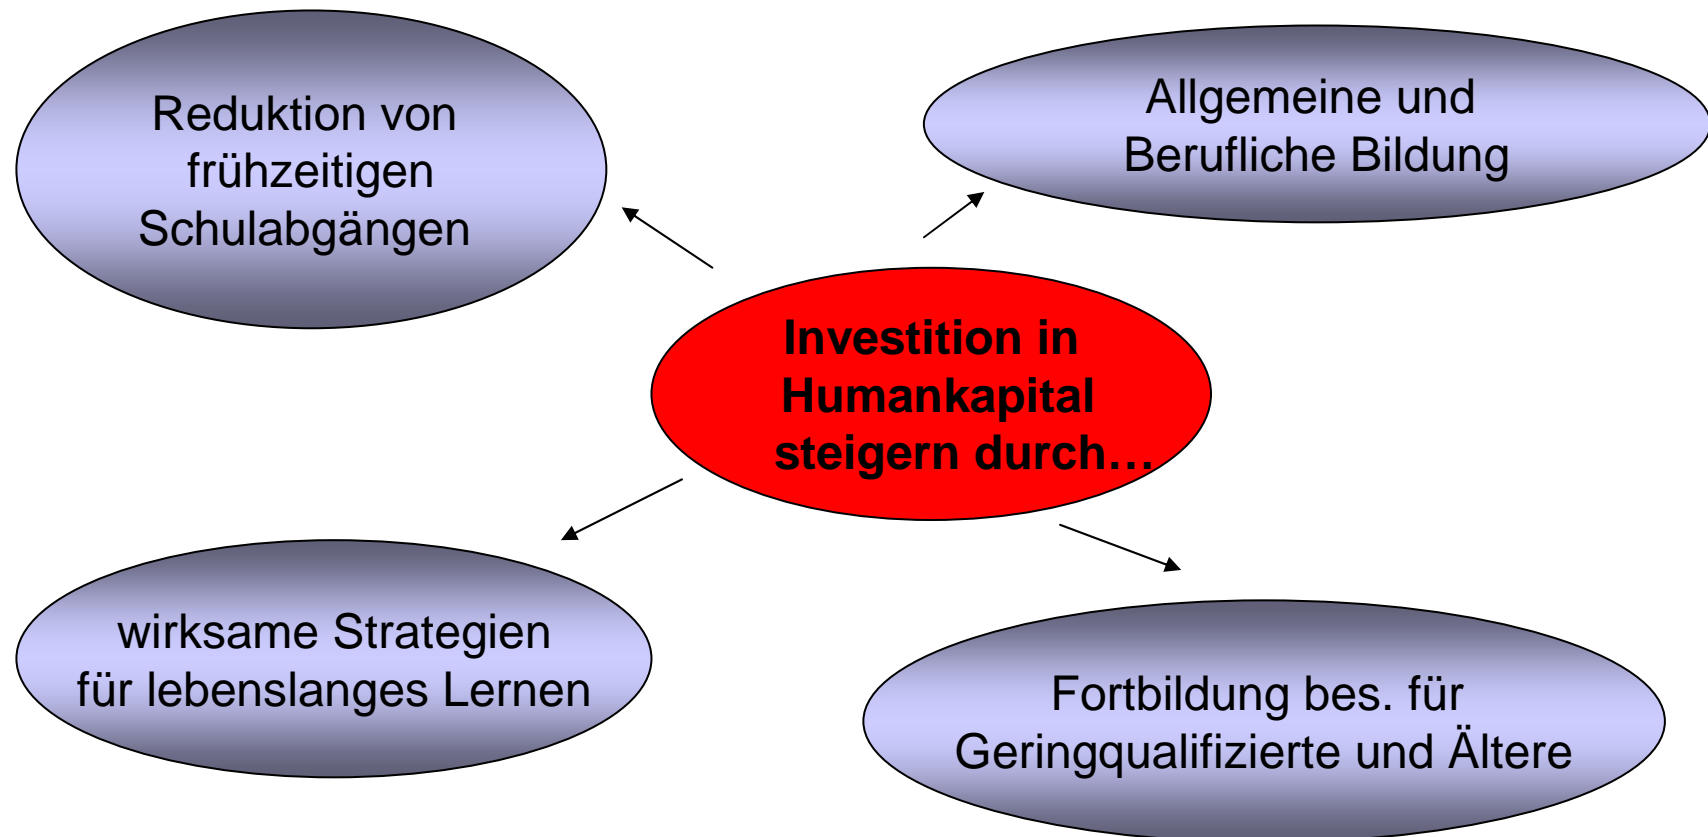 Reduktion von
frühzeitigen
Schulabgängen
Allgemeine und
Berufliche Bildung
Investition in
Humankapital
steigern durch…
wirksame Strategien
für lebenslanges Lernen
Fortbildung bes. für
Geringqualifizierte und Ältere